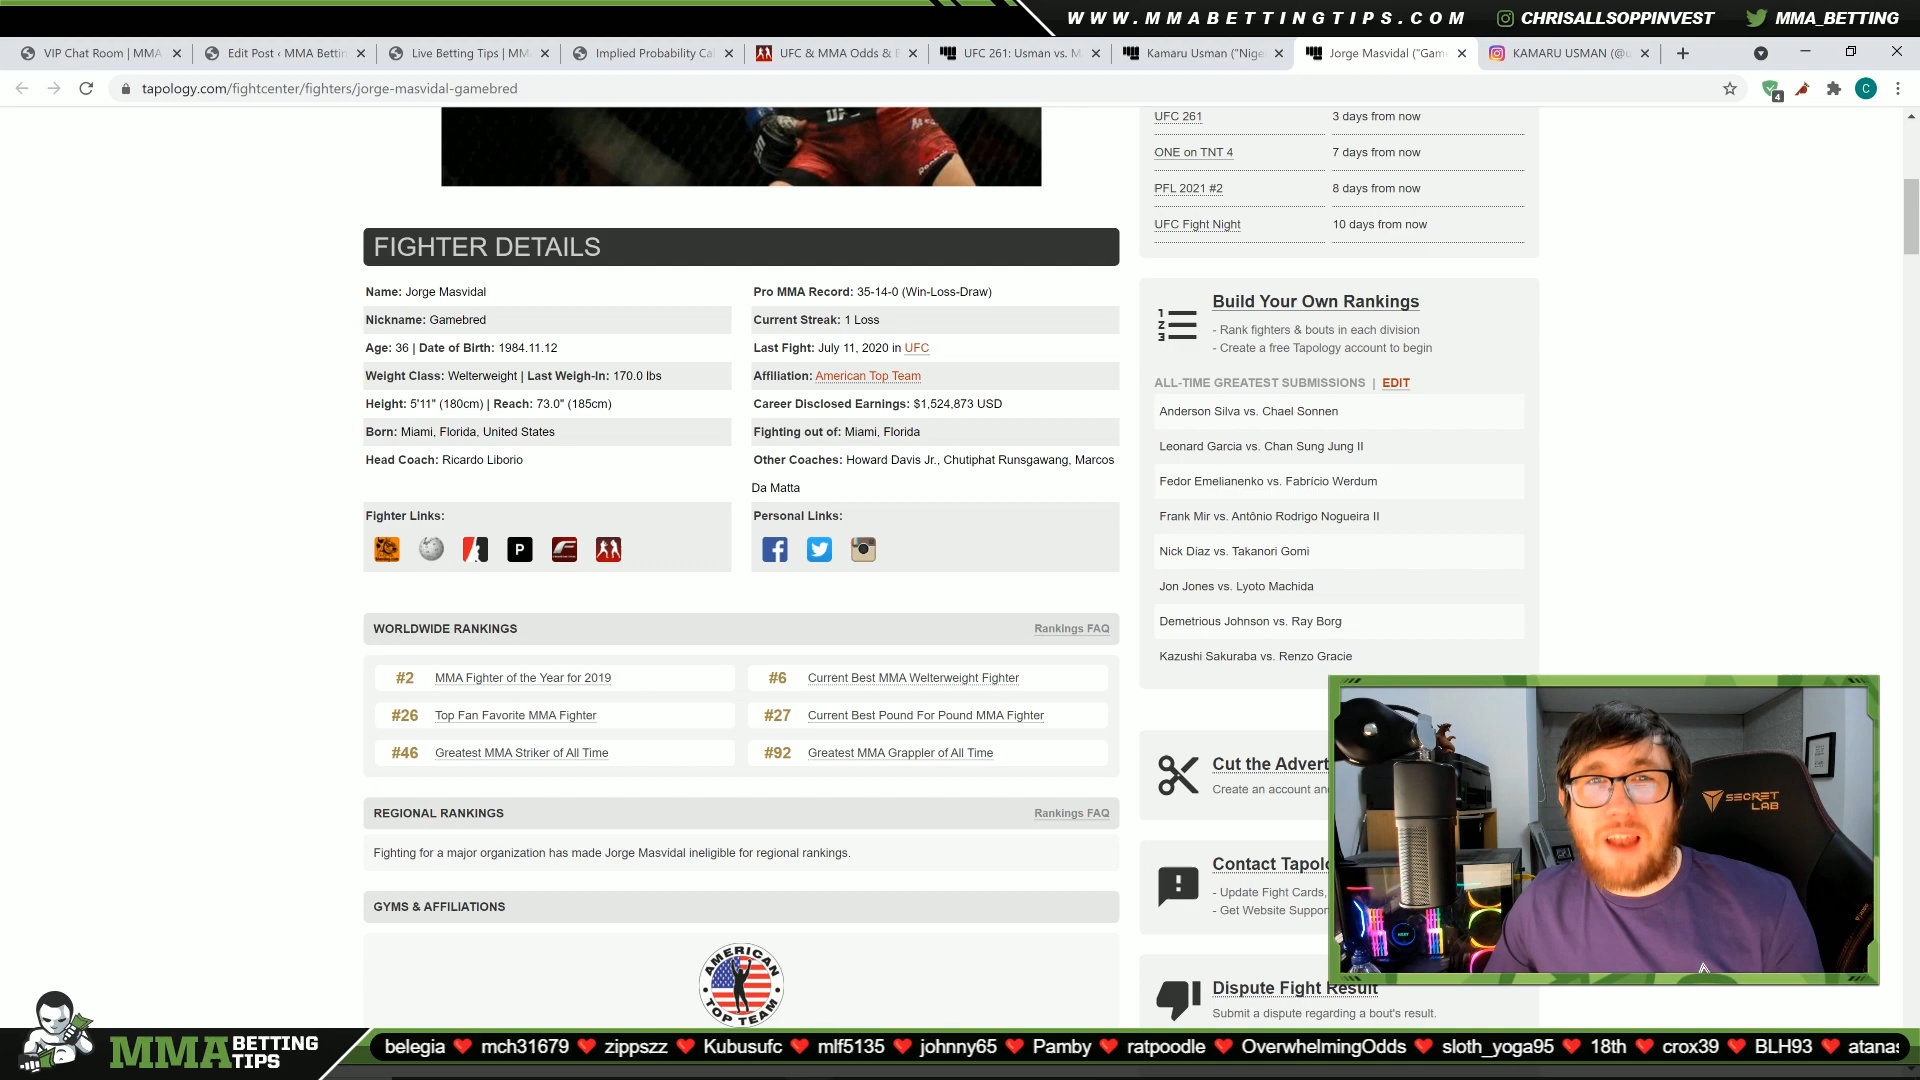 WWW.MMABETTINGTIPS.COM
CHRISALLSOPPINVEST
MMA_BETTING
VIP Chat Room | MMA
Edit Post ‹ MMA Bettin
Live Betting Tips | MM
Implied Probability Ca
UFC & MMA Odds & B
UFC 261: Usman vs. M
Kamaru Usman ("Nige
Jorge Masvidal ("Gam
KAMARU USMAN (@u
tapology.com/fightcenter/fighters/jorge-masvidal-gamebred
4
C
UFC 261
3 days from now
ONE on TNT 4
7 days from now
PFL 2021 #2
8 days from now
UFC Fight Night
10 days from now
FIGHTER DETAILS
Name: Jorge Masvidal
Pro MMA Record: 35-14-0 (Win-Loss-Draw)
Nickname: Gamebred
Current Streak: 1 Loss
Age: 36 | Date of Birth: 1984.11.12
Last Fight: July 11, 2020 in UFC
Weight Class: Welterweight | Last Weigh-In: 170.0 lbs
Affiliation: American Top Team
Height: 5'11" (180cm) | Reach: 73.0" (185cm)
Career Disclosed Earnings: $1,524,873 USD
Born: Miami, Florida, United States
Fighting out of: Miami, Florida
Head Coach: Ricardo Liborio
Other Coaches: Howard Davis Jr., Chutiphat Runsgawang, Marcos
Da Matta
Fighter Links:
P
Personal Links:
WORLDWIDE RANKINGS
Rankings FAQ
#2 MMA Fighter of the Year for 2019
#6 Current Best MMA Welterweight Fighter
#26 Top Fan Favorite MMA Fighter
#27 Current Best Pound For Pound MMA Fighter
#46 Greatest MMA Striker of All Time
#92 Greatest MMA Grappler of All Time
REGIONAL RANKINGS
Rankings FAQ
Fighting for a major organization has made Jorge Masvidal ineligible for regional rankings.
GYMS & AFFILIATIONS
AMERICAN
TOP TEAM
Build Your Own Rankings
- Rank fighters & bouts in each division
- Create a free Tapology account to begin
ALL-TIME GREATEST SUBMISSIONS | EDIT
Anderson Silva vs. Chael Sonnen
Leonard Garcia vs. Chan Sung Jung II
Fedor Emelianenko vs. Fabrício Werdum
Frank Mir vs. Antônio Rodrigo Nogueira II
Nick Diaz vs. Takanori Gomi
Jon Jones vs. Lyoto Machida
Demetrious Johnson vs. Ray Borg
Kazushi Sakuraba vs. Renzo Gracie
Cut the Advert
Create an account an
Contact Tapolo
- Update Fight Cards,
- Get Website Suppor
Dispute Fight Result
Submit a dispute regarding a bout's result.
SECRET
LAB
MMA BETTING
TIPS
belegia mch31679 zippszz Kubusufc mlf5135 johnny65 Pamby ratpoodle OverwhelmingOdds sloth_yoga95 18th crox39 BLH93 atanas